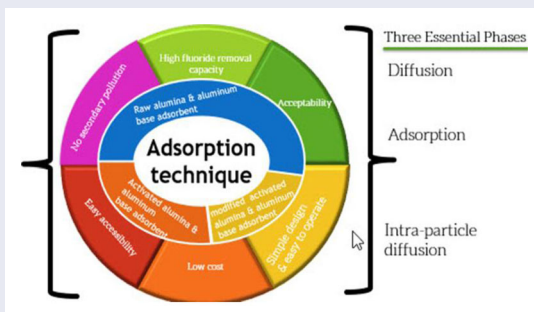 Three Essential Phases
Diffusion
Adsorption
Intra-particle
diffusion
High fluoride removal
capacity
Acceptability
Simple design
& easy to operate
Low cost
Easy accessibility
No secondary pollution
Raw alumina & aluminum
base adsorbent
modified activated
alumina & aluminum
base adsorbent
Activated alumina &
aluminum
base adsorbent
Adsorption
technique